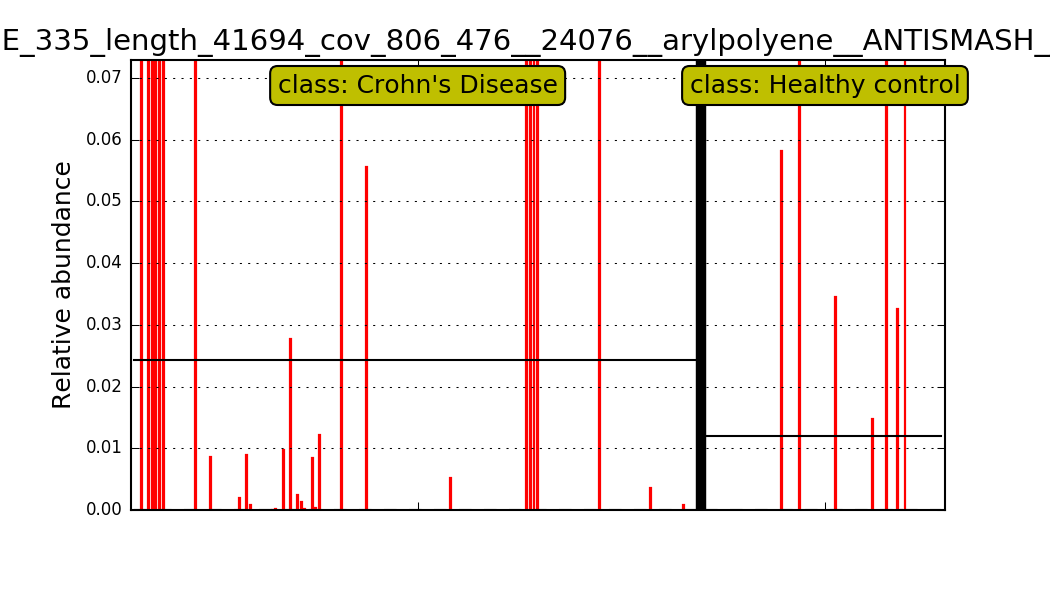 E_335_length_41694_cov_806_476__24076__arylpolyene__ANTISMASH_
class: Crohn's Disease
class: Healthy control
Relative abundance
0.07
0.06
0.05
0.04
0.03
0.02
0.01
0.00